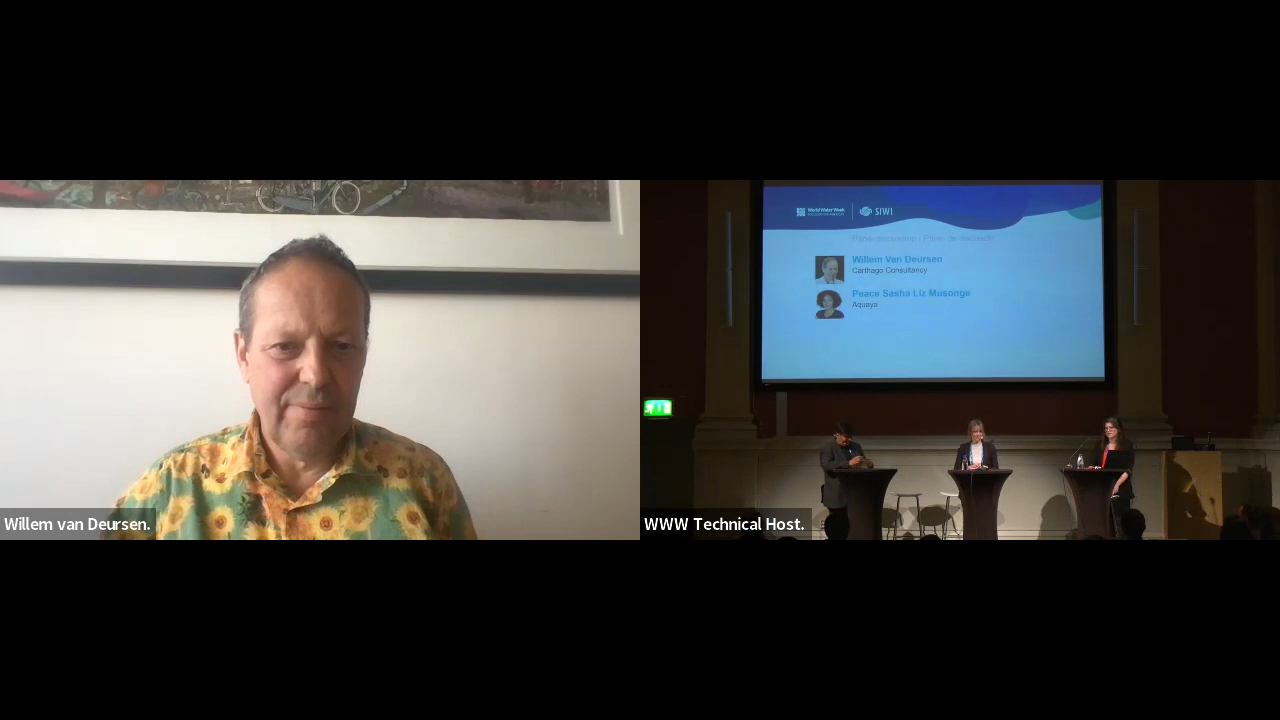 Willem van Deursen.
World Water Week
SIWI
Willem Van Deursen
Carthago Consultancy
Peace Sasha Liz Musonge
Aquaya
WWW Technical Host.